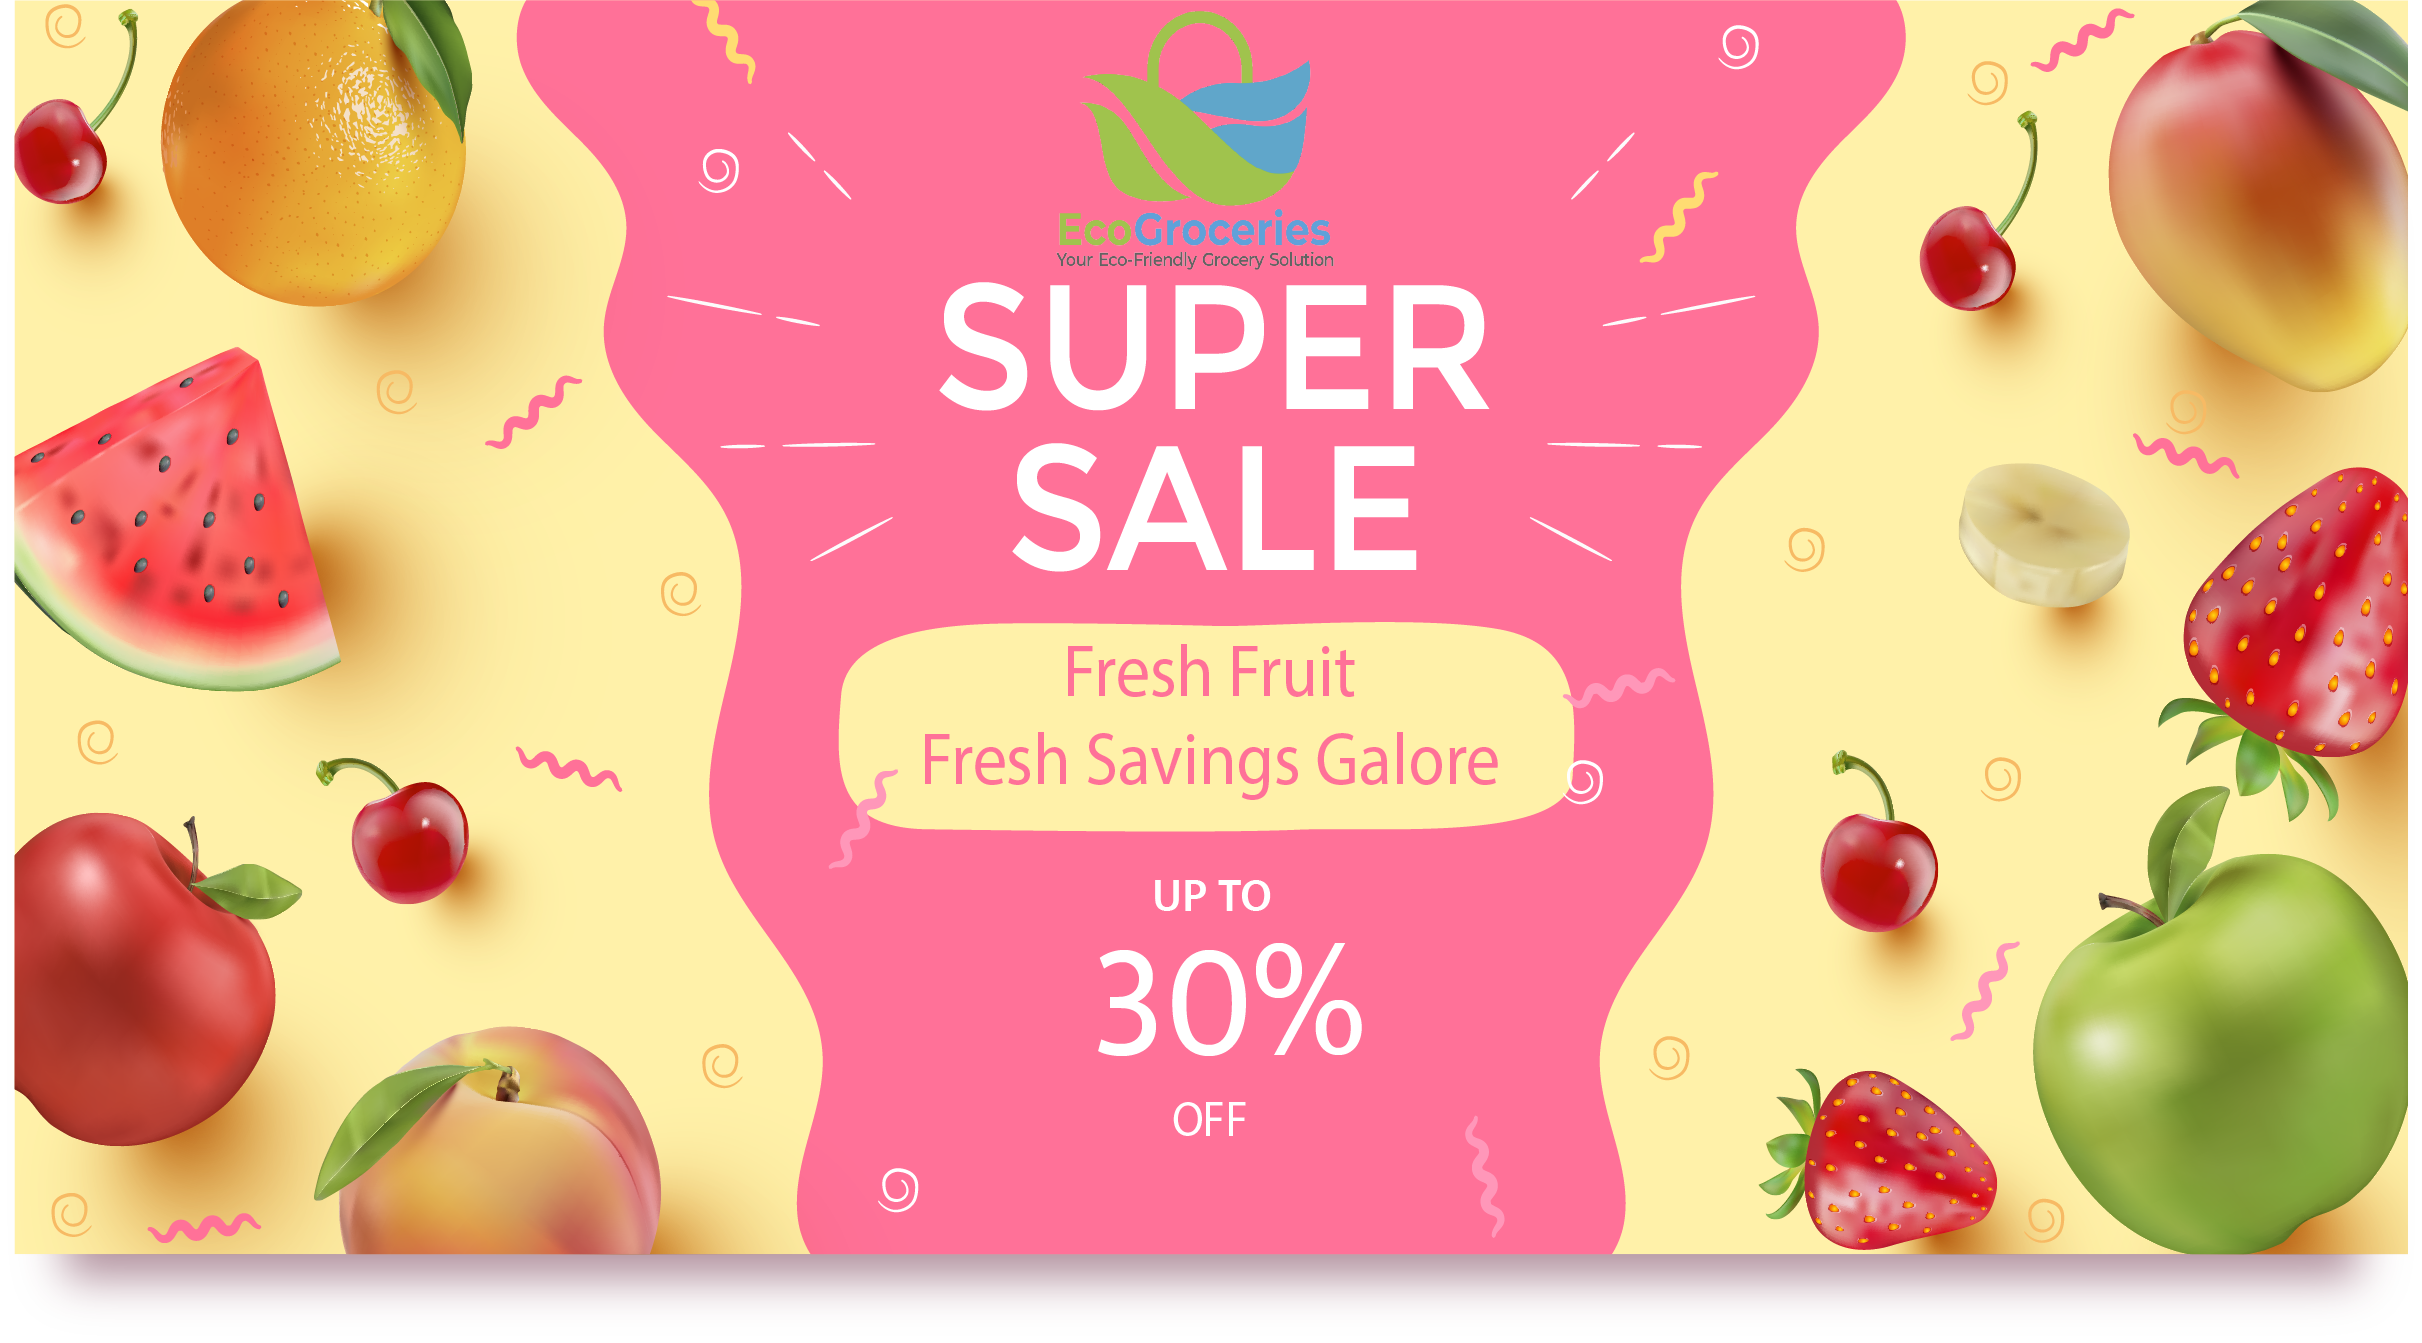 EcoGroceries
Your Eco-Friendly Grocery Solution
SUPER
SALE
Fresh Fruit
Fresh Savings Galore
UP TO
30%
OFF